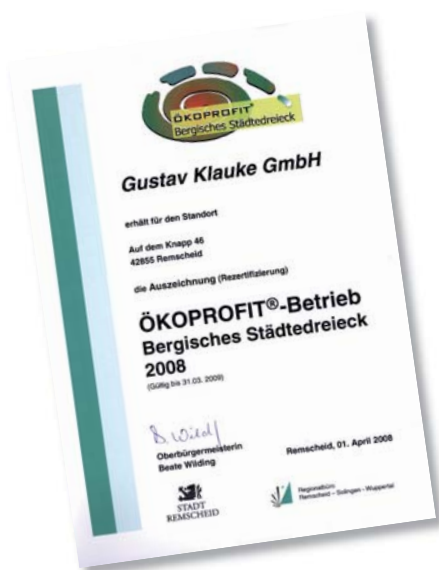 ÖKOPROFIT®
Bergisches Städtedreieck
Gustav Klauke GmbH
erhält für den Standort
Auf dem Knapp 46
42855 Remscheid
die Auszeichnung (Rezertifizierung)
ÖKOPROFIT®-Betrieb
Bergisches Städtedreieck
2008
(Gültig bis 31.03. 2009)
B. Wild
Oberbürgermeisterin
Beate Wilding
Remscheid, 01. April 2008
STADT
REMSCHEID
Regionalbüro
Remscheid – Solingen - Wuppertal